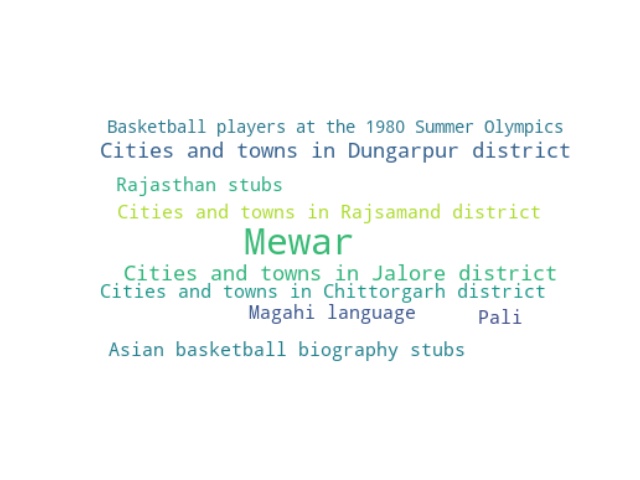 Basketball players at the 1980 Summer Olympics
Cities and towns in Dungarpur district
Rajasthan stubs
Cities and towns in Rajsamand district
Mewar
Cities and towns in Jalore district
Cities and towns in Chittorgarh district
Magahi language
Pali
Asian basketball biography stubs